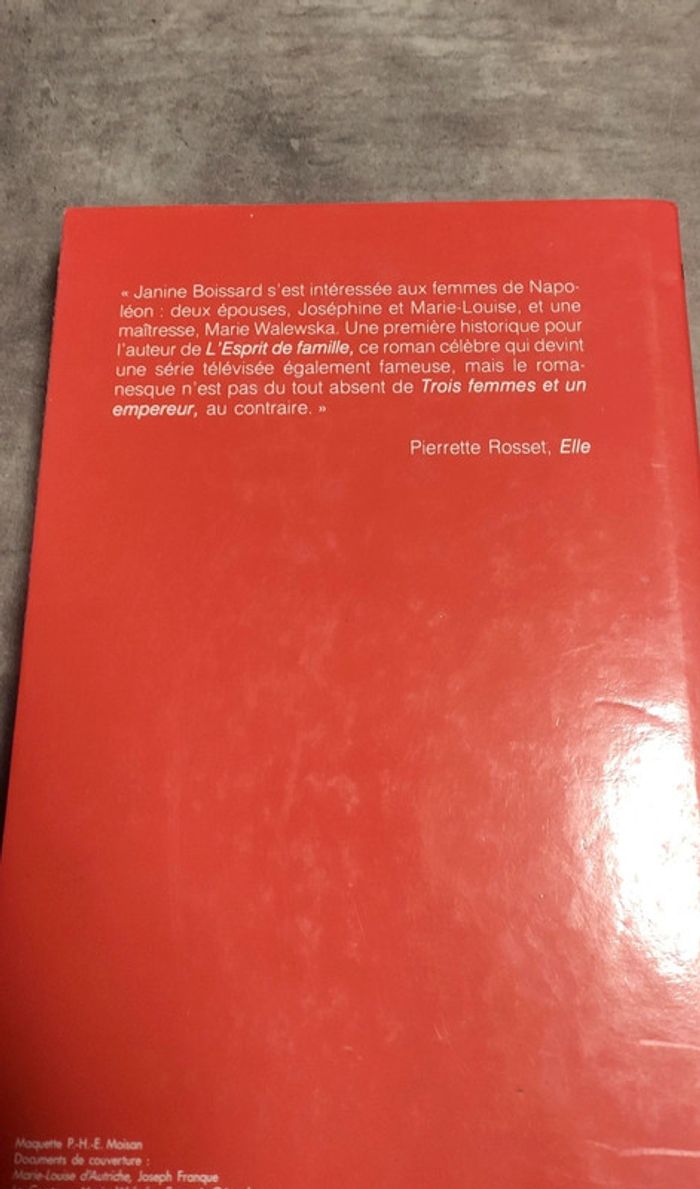 « Janine Boissard s'est intéressée aux femmes de Napo-
léon : deux épouses, Joséphine et Marie-Louise, et une
maîtresse, Marie Walewska. Une première historique pour
l'auteur de L'Esprit de famille, ce roman célèbre qui devint
une série télévisée également fameuse, mais le roma-
nesque n'est pas du tout absent de Trois femmes et un
empereur, au contraire. »
Pierrette Rosset, Elle
Maquette P.-H.-E. Moisan
Documents de couverture :
Marie-Louise d'Autriche, Joseph Franque